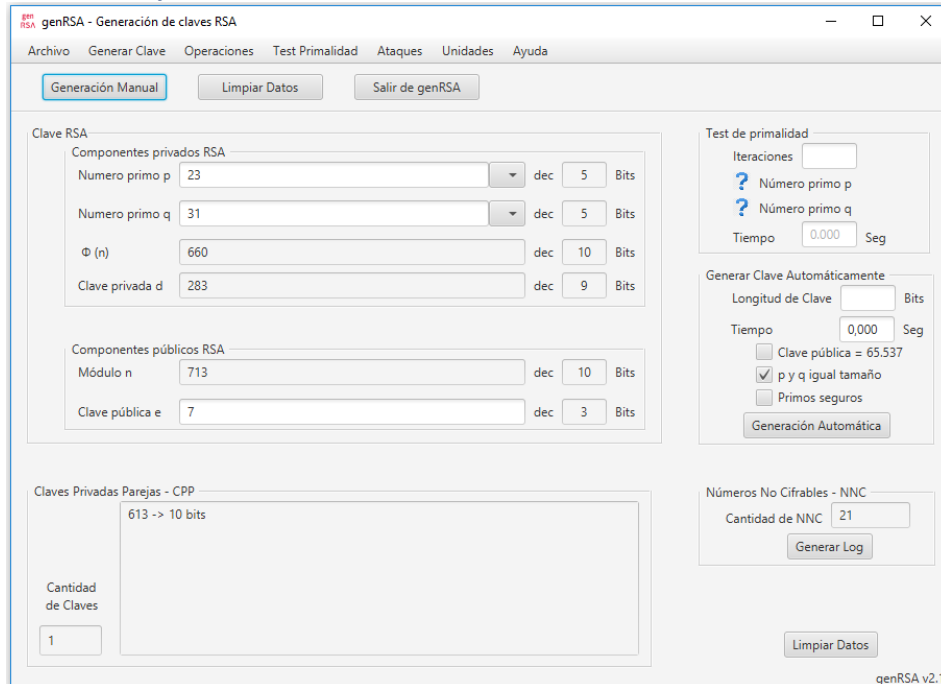 gen RSA genRSA - Generación de claves RSA
Archivo Generar Clave Operaciones Test Primalidad Ataques Unidades Ayuda
Generación Manual Limpiar Datos Salir de genRSA
Clave RSA
Componentes privados RSA
Numero primo p 23 dec 5 Bits
Numero primo q 31 dec 5 Bits
Φ (n) 660 dec 10 Bits
Clave privada d 283 dec 9 Bits
Componentes públicos RSA
Módulo n 713 dec 10 Bits
Clave pública e 7 dec 3 Bits
Test de primalidad
Iteraciones
? Número primo p
? Número primo q
Tiempo 0.000 Seg
Generar Clave Automáticamente
Longitud de Clave Bits
Tiempo 0,000 Seg
Clave pública = 65.537
p y q igual tamaño
Primos seguros
Generación Automática
Claves Privadas Parejas - CPP
613 -> 10 bits
Cantidad
de Claves
1
Números No Cifrables - NNC
Cantidad de NNC 21
Generar Log
Limpiar Datos
genRSA v2.1